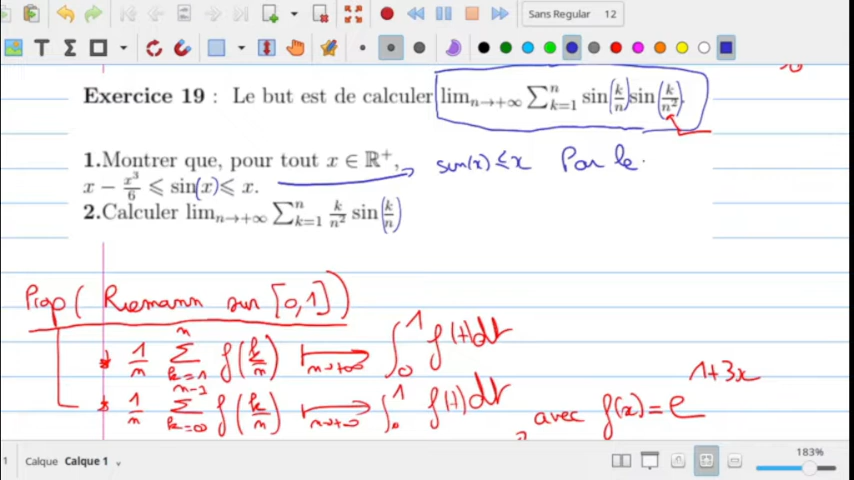 Sans Regular 12
Exercice 19 : Le but est de calculer lim_{n→+∞} ∑_{k=1}^{n} sin(k/n) sin(k/n²).
1.Montrer que, pour tout x ∈ ℝ⁺, sin(x) ≤ x Par le
x − x³/6 ⩽ sin(x) ⩽ x.
2.Calculer lim_{n→+∞} ∑_{k=1}^{n} k/n² sin(k/n)
Prop ( Riemann sur [0,1] )
* 1/n ∑_{k=1}^{n} f(k/n) ⟼_{n→+∞} ∫_0^1 f(t)dt
* 1/n ∑_{k=0}^{n-1} f(k/n) ⟼_{n→+∞} ∫_0^1 f(t)dt
avec f(x) = e^{1+3x}
1 Calque Calque 1 183%